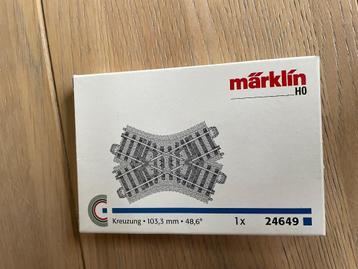 märklin
H0
Kreuzung • 103,3 mm • 48,6° 1x 24649